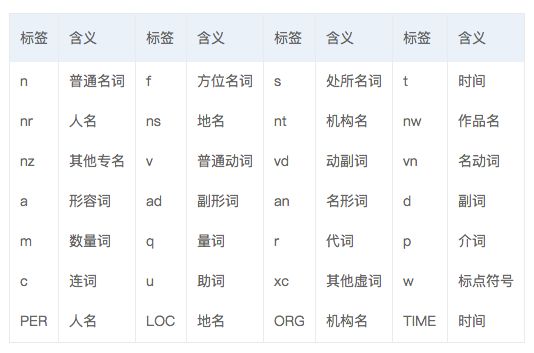 标签 含义 标签 含义 标签 含义 标签 含义
n 普通名词 f 方位名词 s 处所名词 t 时间
nr 人名 ns 地名 nt 机构名 nw 作品名
nz 其他专名 v 普通动词 vd 动副词 vn 名动词
a 形容词 ad 副形词 an 名形词 d 副词
m 数量词 q 量词 r 代词 p 介词
c 连词 u 助词 xc 其他虚词 w 标点符号
PER 人名 LOC 地名 ORG 机构名 TIME 时间